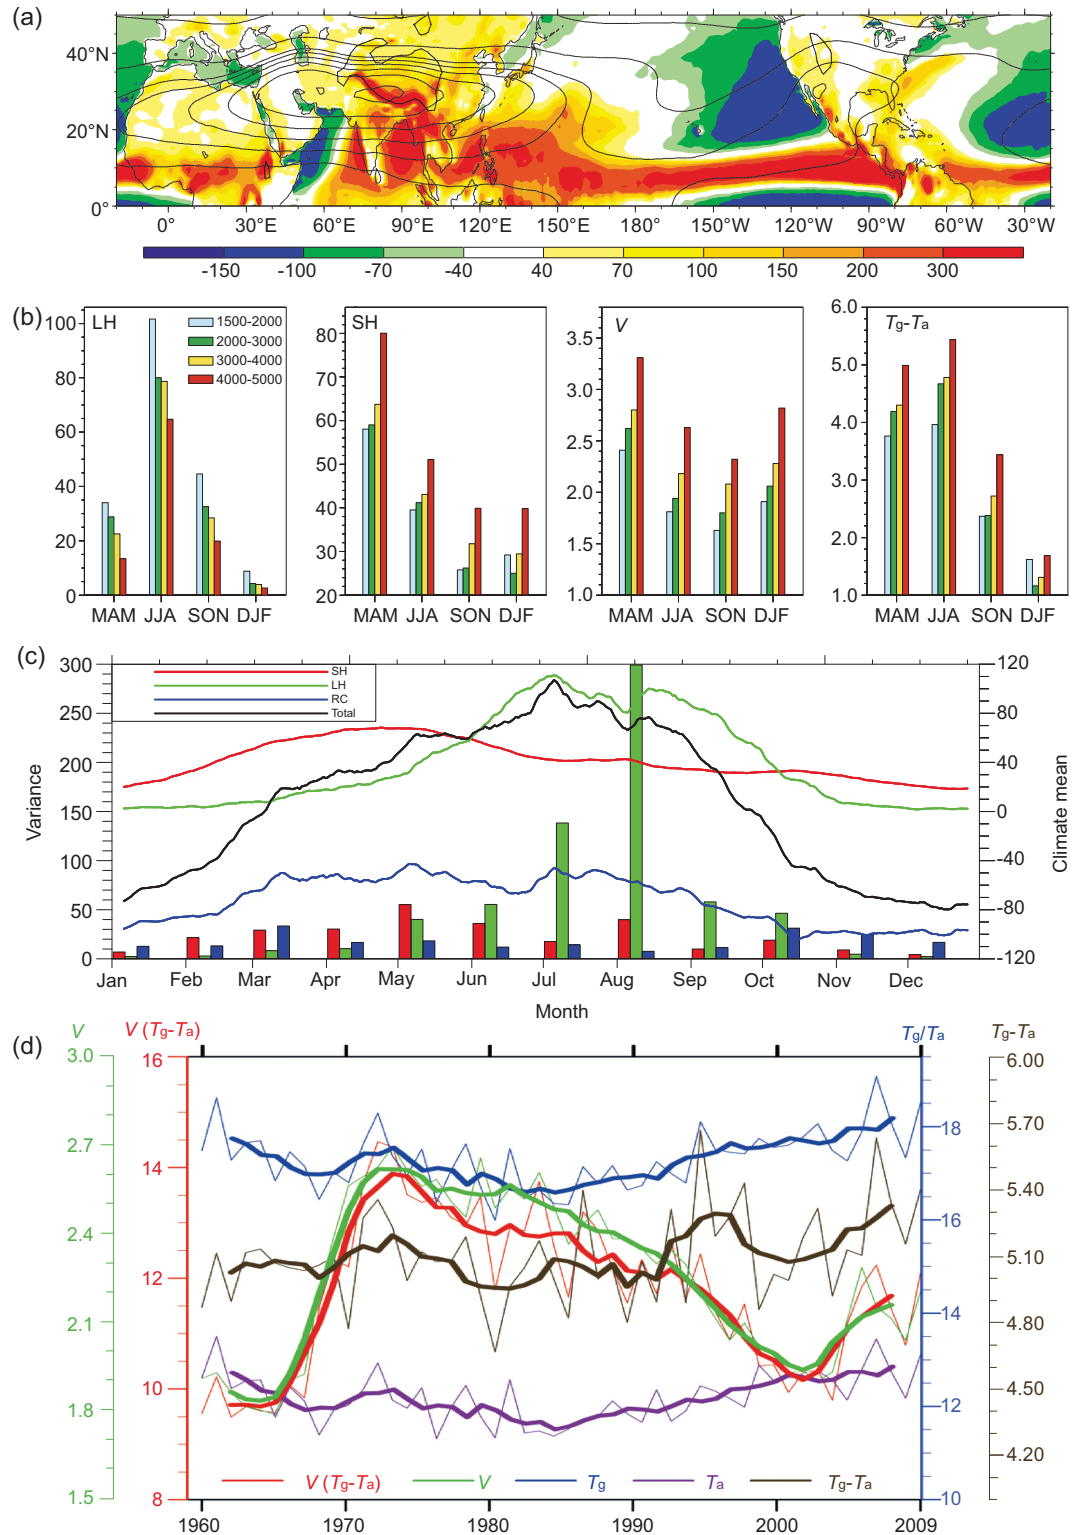 (a)
40°N
20°N
0°
0° 30°E 60°E 90°E 120°E 150°E 180° 150°W 120°W 90°W 60°W 30°W
-150 -100 -70 -40 40 70 100 150 200 300
(b)
LH
1500-2000
2000-3000
3000-4000
4000-5000
100
80
60
40
20
0
MAM JJA SON DJF
SH
80
70
60
50
40
30
20
MAM JJA SON DJF
V
3.5
3.0
2.5
2.0
1.5
1.0
MAM JJA SON DJF
Tg-Ta
6.0
5.0
4.0
3.0
2.0
1.0
MAM JJA SON DJF
(c)
SH
LH
RC
Total
300
250
200
150
100
50
0
Variance
120
80
40
0
-40
-80
-120
Climate mean
Jan Feb Mar Apr May Jun Jul Aug Sep Oct Nov Dec
Month
(d)
V
3.0
2.7
2.4
2.1
1.8
1.5
V (Tg-Ta)
16
14
12
10
8
Tg/Ta
18
16
14
12
10
Tg-Ta
6.00
5.70
5.40
5.10
4.80
4.50
4.20
V (Tg-Ta) V Tg Ta Tg-Ta
1960 1970 1980 1990 2000 2009